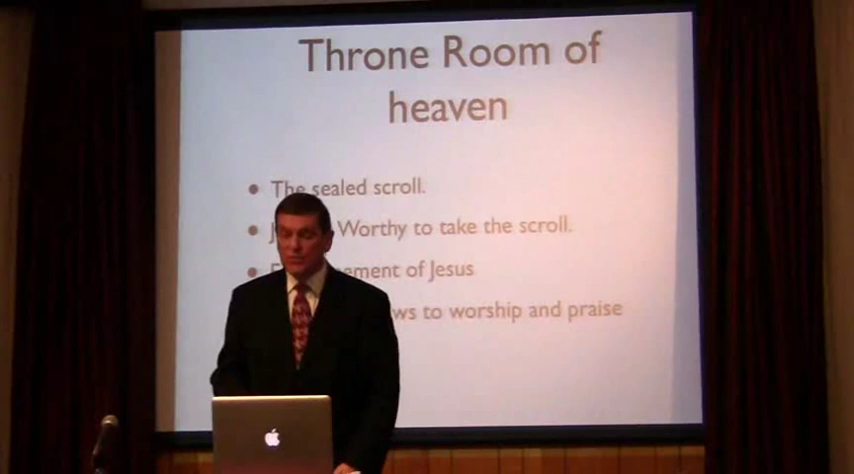 Throne Room of
heaven
• The sealed scroll.
• Worthy to take the scroll.
• of Jesus
to worship and praise